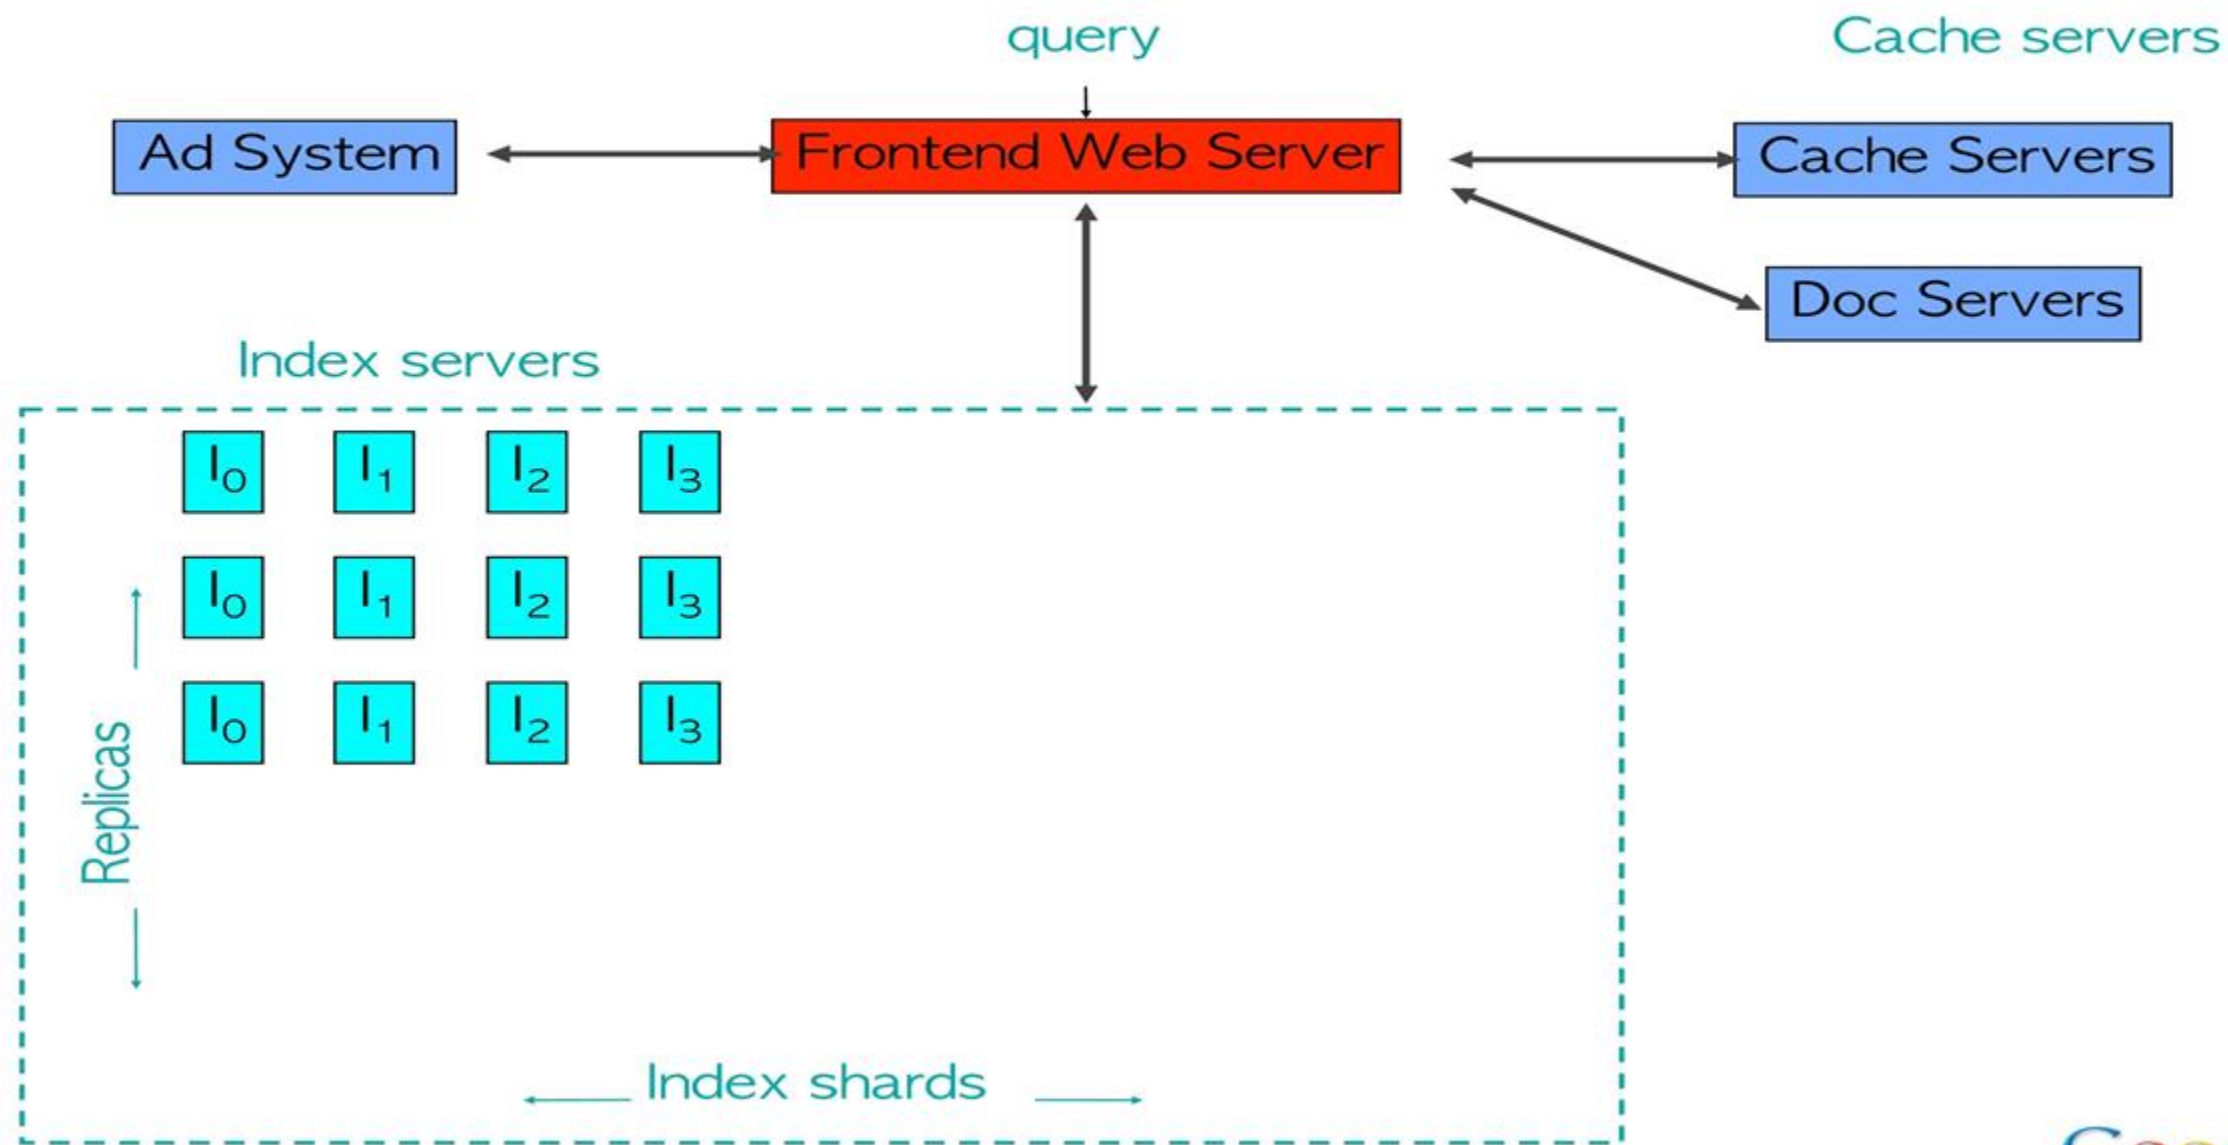 query
Cache servers
Ad System
Frontend Web Server
Cache Servers
Doc Servers
Index servers
I0 I1 I2 I3
I0 I1 I2 I3
I0 I1 I2 I3
Replicas
Index shards